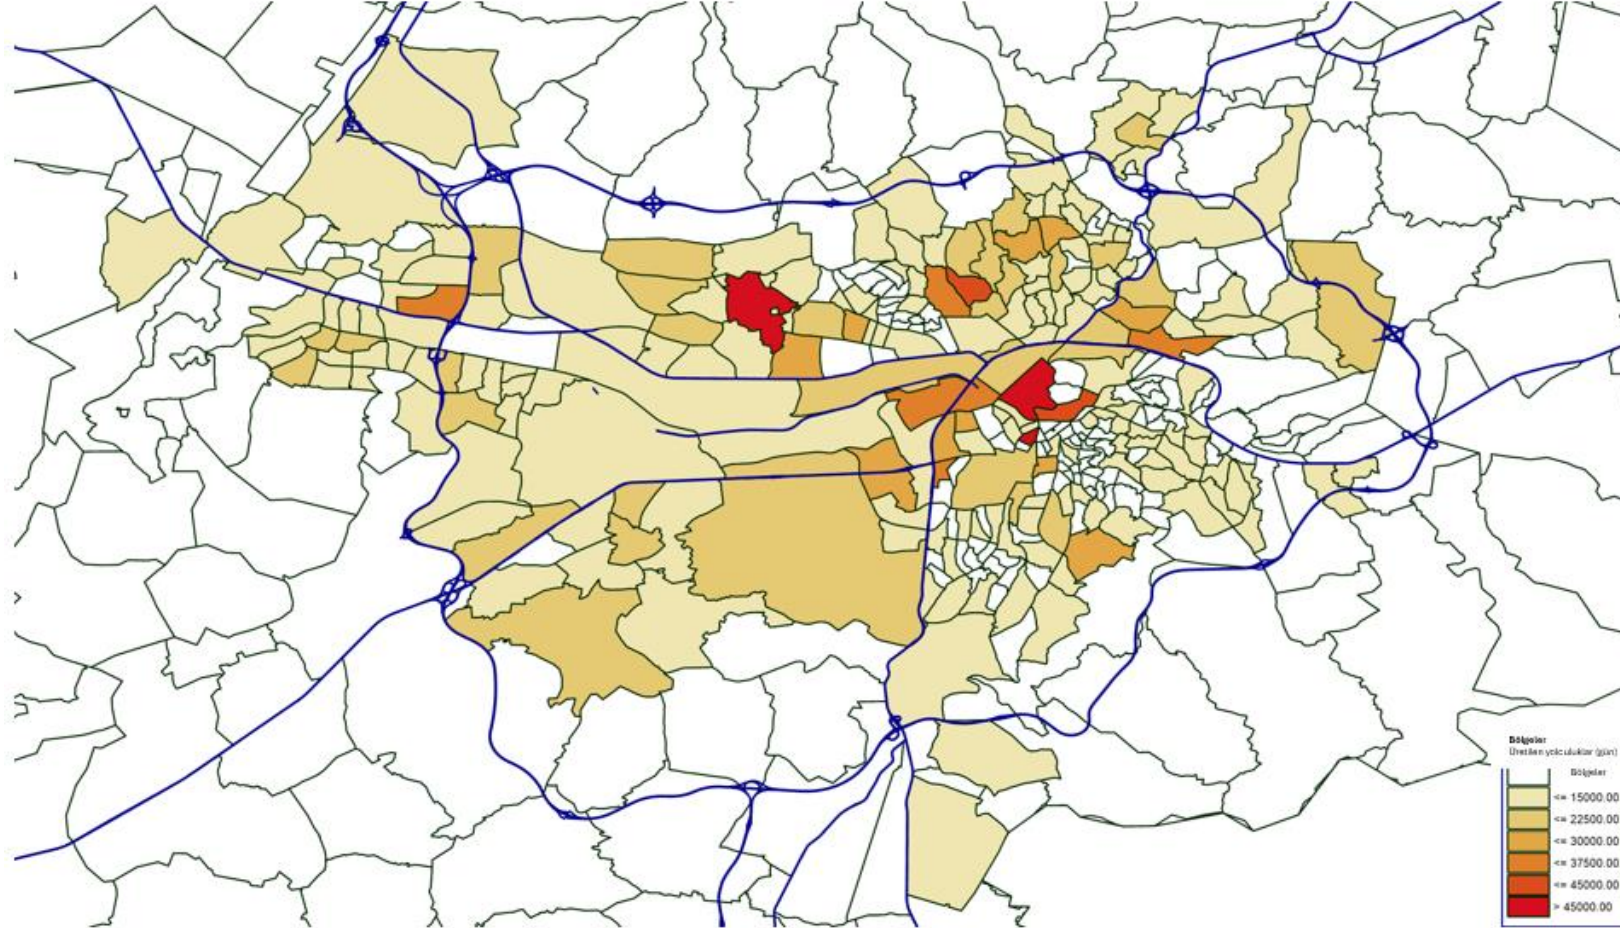 Bölgeler
Üretilen yolculuklar (gün)
Bölgeler
<= 15000.00
<= 22500.00
<= 30000.00
<= 37500.00
<= 45000.00
> 45000.00